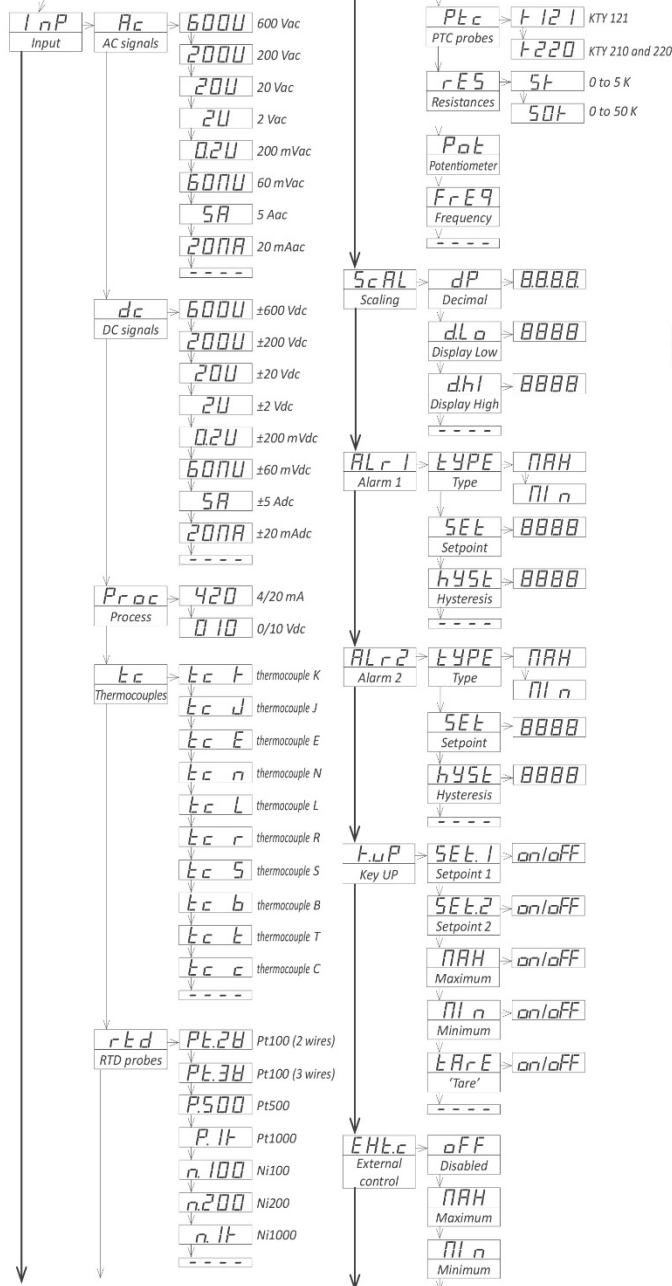 InP
Input
Ac
AC signals
600U 600 Vac
200U 200 Vac
20U 20 Vac
2U 2 Vac
0.2U 200 mVac
60MU 60 mVac
5A 5 Aac
20MA 20 mAac
----
dc
DC signals
600U ±600 Vdc
200U ±200 Vdc
20U ±20 Vdc
2U ±2 Vdc
0.2U ±200 mVdc
60MU ±60 mVdc
5A ±5 Adc
20MA ±20 mAdc
----
Proc
Process
420 4/20 mA
010 0/10 Vdc
tc
Thermocouples
tc k thermocouple K
tc J thermocouple J
tc E thermocouple E
tc n thermocouple N
tc L thermocouple L
tc r thermocouple R
tc S thermocouple S
tc b thermocouple B
tc t thermocouple T
tc c thermocouple C
----
rtd
RTD probes
Pt.2W Pt100 (2 wires)
Pt.3W Pt100 (3 wires)
P.500 Pt500
P.1k Pt1000
n.100 Ni100
n.200 Ni200
n.1k Ni1000
----
Ptc
PTC probes
k121 KTY 121
k220 KTY 210 and 220
rES
Resistances
5k 0 to 5 K
50k 0 to 50 K
Pot
Potentiometer
FrEq
Frequency
----
ScAL
Scaling
dP
Decimal
8.8.8.8.
d.Lo
Display Low
8888
d.hI
Display High
8888
----
ALr1
Alarm 1
tYPE
Type
MAX
MIn
SEt
Setpoint
8888
hYSt
Hysteresis
8888
----
ALr2
Alarm 2
tYPE
Type
MAX
MIn
SEt
Setpoint
8888
hYSt
Hysteresis
8888
----
k.uP
Key UP
SEt.1
Setpoint 1
on/oFF
SEt.2
Setpoint 2
on/oFF
MAX
Maximum
on/oFF
MIn
Minimum
on/oFF
tArE
'Tare'
on/oFF
----
EXt.c
External
control
oFF
Disabled
MAX
Maximum
MIn
Minimum